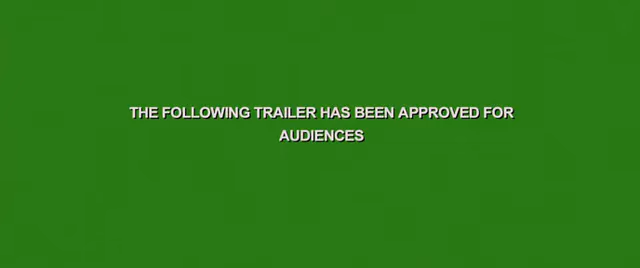 THE FOLLOWING TRAILER HAS BEEN APPROVED FOR
AUDIENCES